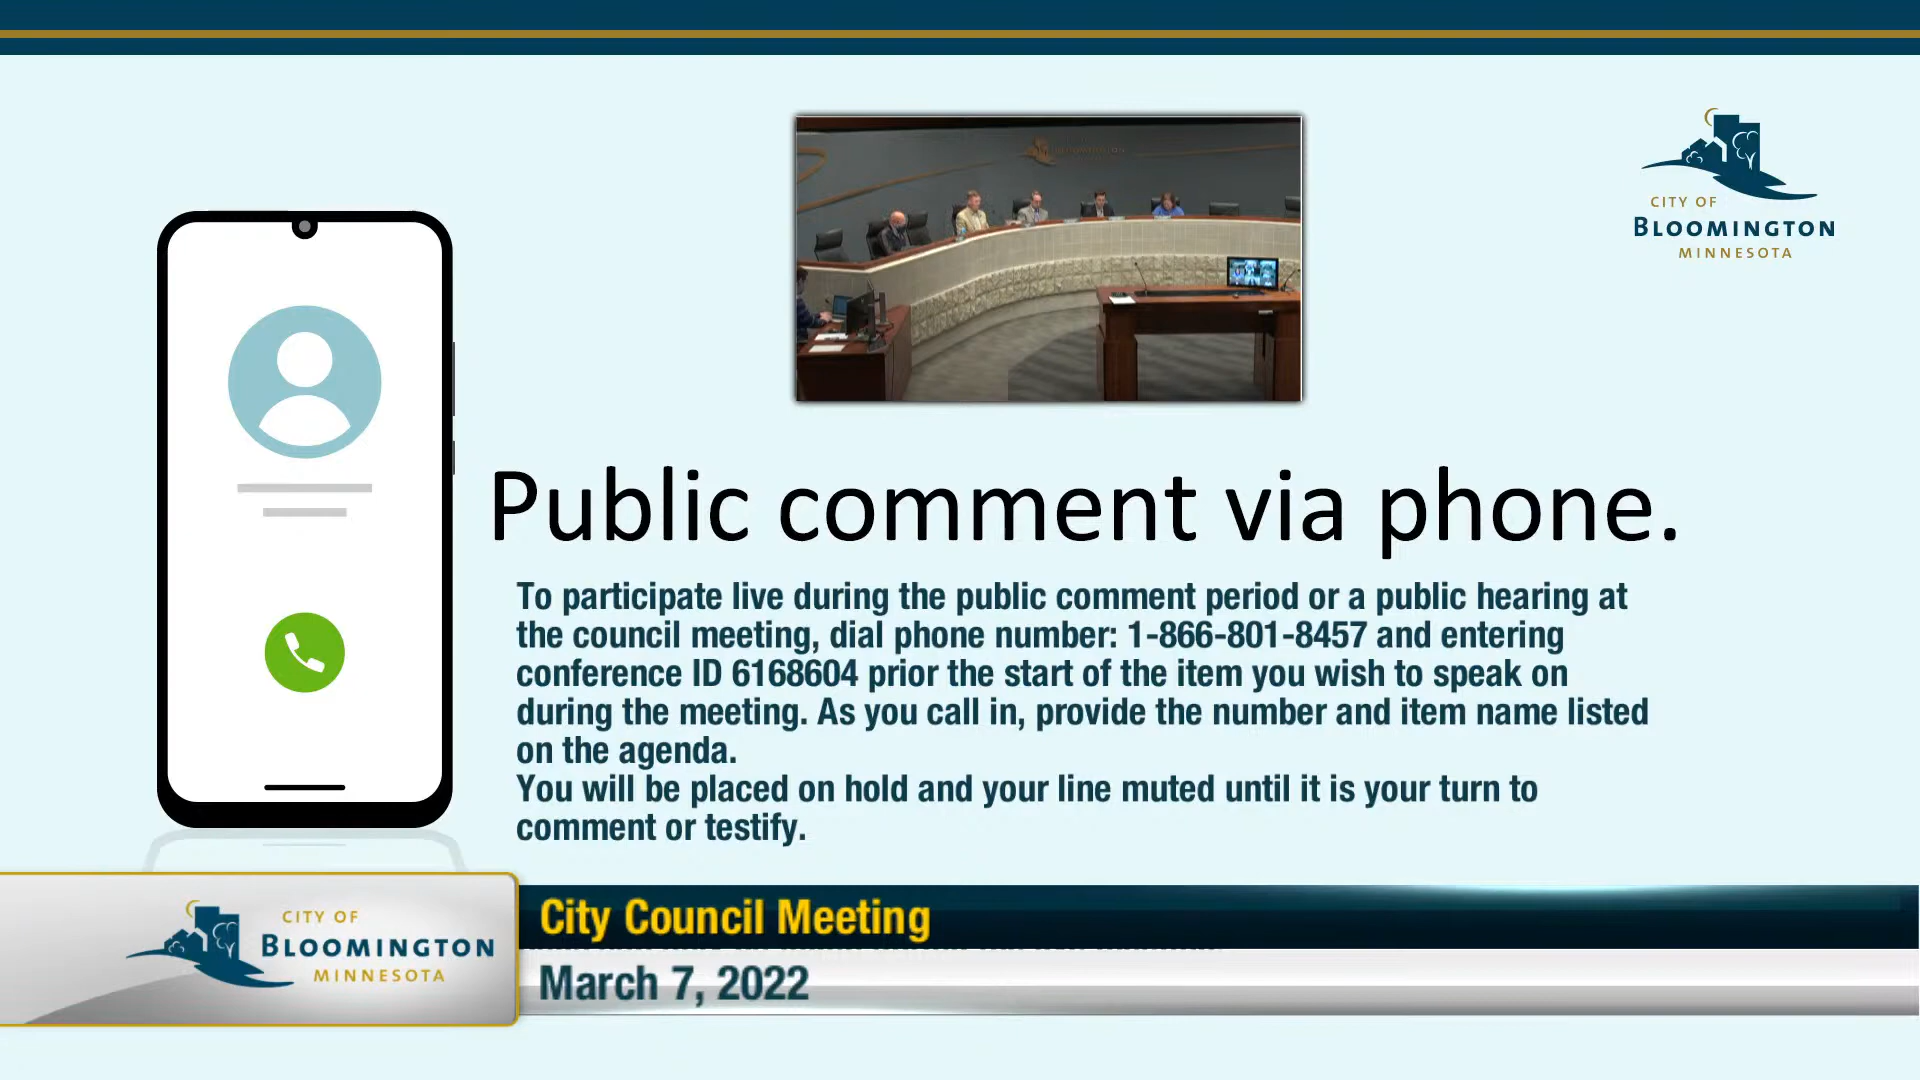 CITY OF
BLOOMINGTON
MINNESOTA
Public comment via phone.
To participate live during the public comment period or a public hearing at
the council meeting, dial phone number: 1-866-801-8457 and entering
conference ID 6168604 prior the start of the item you wish to speak on
during the meeting. As you call in, provide the number and item name listed
on the agenda.
You will be placed on hold and your line muted until it is your turn to
comment or testify.
CITY OF
BLOOMINGTON
MINNESOTA
City Council Meeting
March 7, 2022